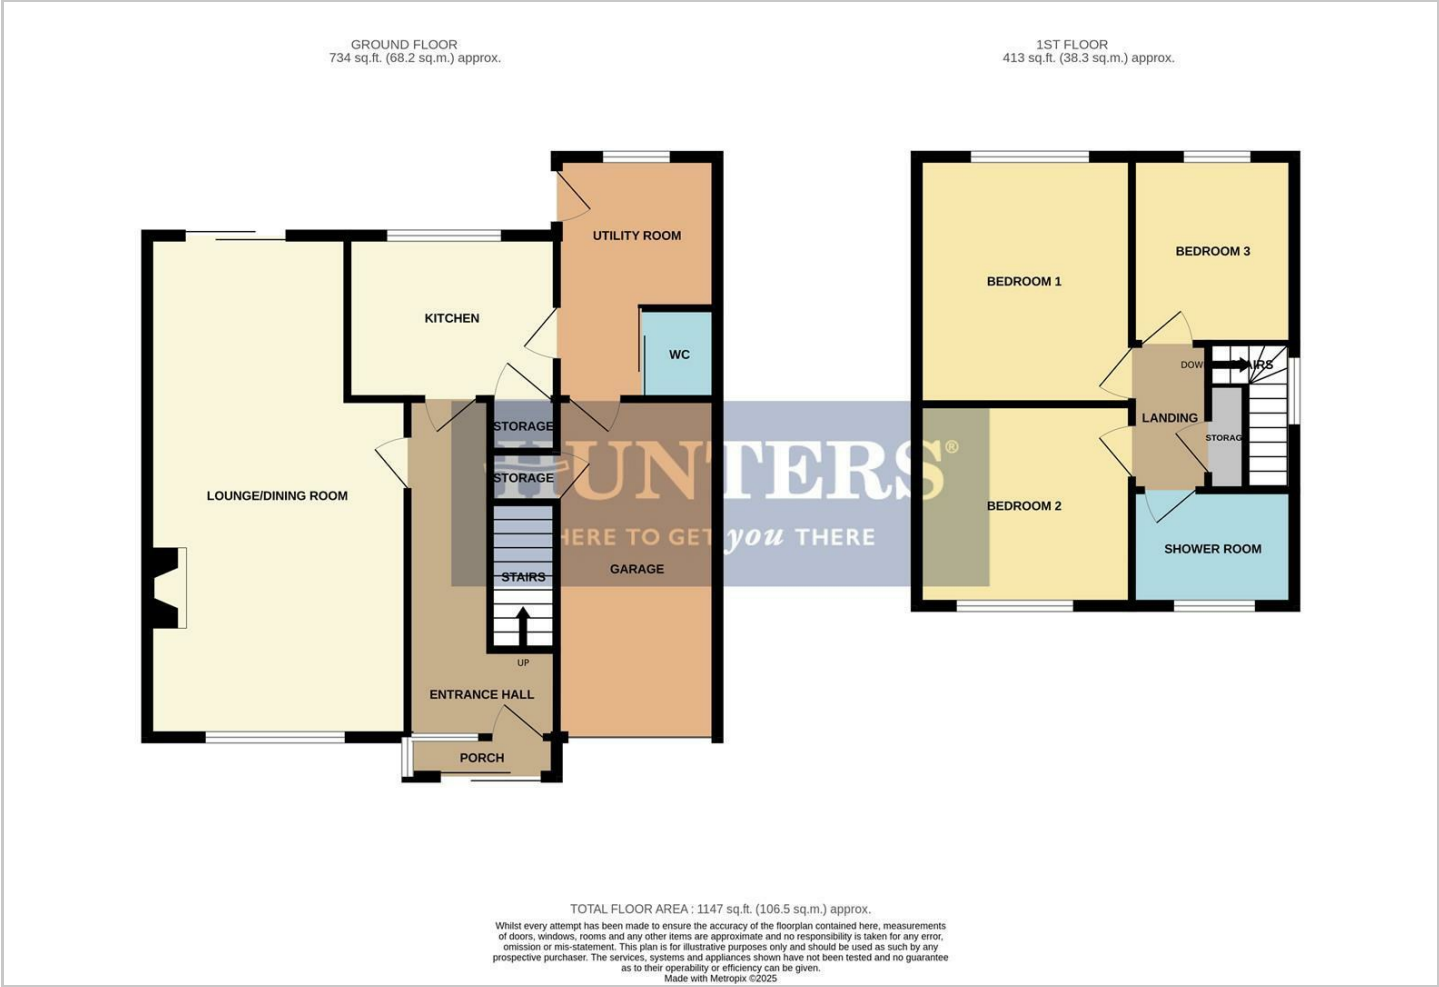 GROUND FLOOR
734 sq.ft. (68.2 sq.m.) approx.
1ST FLOOR
413 sq.ft. (38.3 sq.m.) approx.
UTILITY ROOM
KITCHEN
WC
STORAGE
STORAGE
LOUNGE/DINING ROOM
STAIRS
GARAGE
UP
ENTRANCE HALL
PORCH
BEDROOM 1
BEDROOM 3
DOW
STAIRS
LANDING
STORAG
BEDROOM 2
SHOWER ROOM
HUNTERS®
HERE TO GET you THERE
TOTAL FLOOR AREA : 1147 sq.ft. (106.5 sq.m.) approx.
Whilst every attempt has been made to ensure the accuracy of the floorplan contained here, measurements
of doors, windows, rooms and any other items are approximate and no responsibility is taken for any error,
omission or mis-statement. This plan is for illustrative purposes only and should be used as such by any
prospective purchaser. The services, systems and appliances shown have not been tested and no guarantee
as to their operability or efficiency can be given.
Made with Metropix ©2025